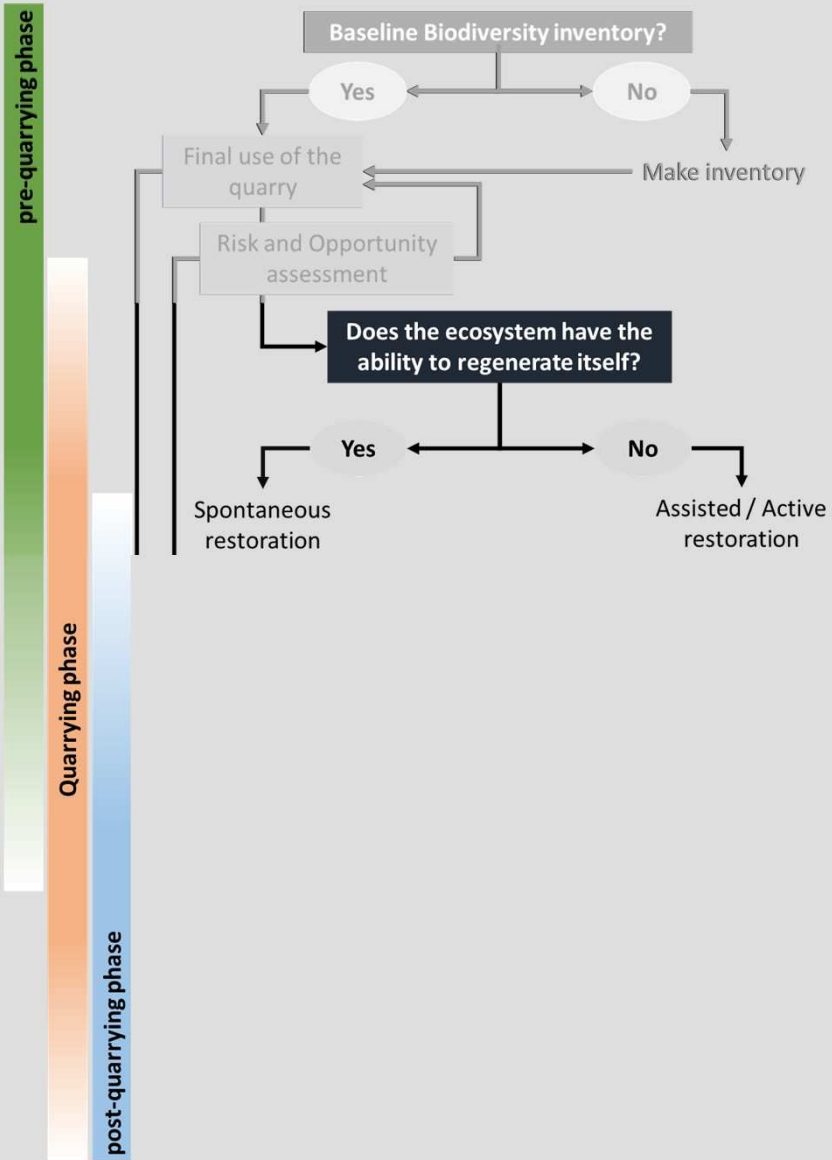 pre-quarrying phase
Quarrying phase
post-quarrying phase
Baseline Biodiversity inventory?
Yes
No
Final use of the
quarry
Make inventory
Risk and Opportunity
assessment
Does the ecosystem have the
ability to regenerate itself?
Yes
No
Spontaneous
restoration
Assisted / Active
restoration